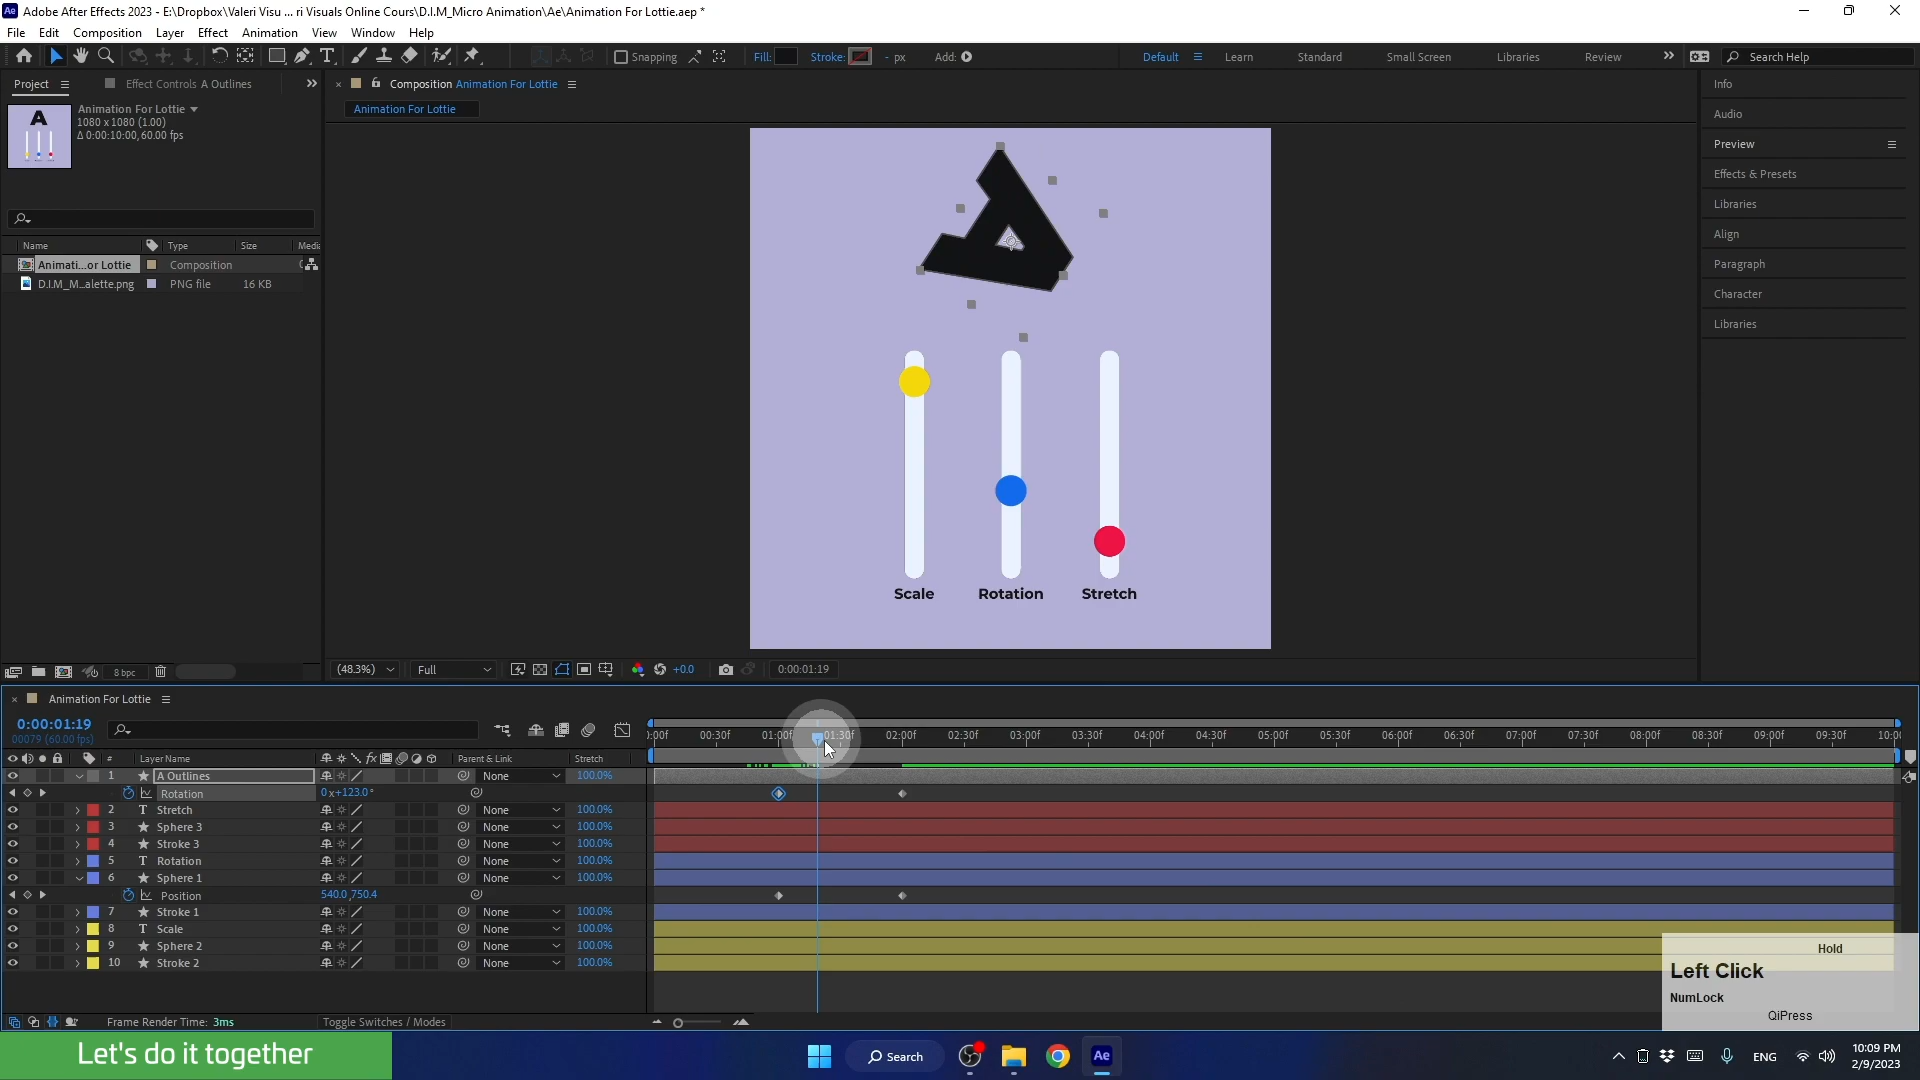 Adobe After Effects 2023 - E:\Dropbox\Valeri Visu ... ri Visuals Online Cours\D.I.M_Micro Animation\Ae\Animation For Lottie.aep *
File Edit Composition Layer Effect Animation View Window Help
Snapping Fill: Stroke: - px Add: Default Learn Standard Small Screen Libraries Review Search Help
Project Effect Controls A Outlines
Composition Animation For Lottie
Animation For Lottie
Animation For Lottie
1080 x 1080 (1.00)
Δ 0:00:10:00, 60.00 fps
A
Name Type Size Media
Animati...or Lottie Composition
D.I.M_M...alette.png PNG file 16 KB
Info
Audio
Preview
Effects & Presets
Libraries
Align
Paragraph
Character
Libraries
A
Scale Rotation Stretch
8 bpc
(48.3%) Full +0.0 0:00:01:19
Animation For Lottie
0:00:01:19
00079 (60.00 fps)
):00f 00:30f 01:00f 01:30f 02:00f 02:30f 03:00f 03:30f 04:00f 04:30f 05:00f 05:30f 06:00f 06:30f 07:00f 07:30f 08:00f 08:30f 09:00f 09:30f 10:00
# Layer Name fx Parent & Link Stretch
1 A Outlines None 100.0%
Rotation 0x+123.0°
2 T Stretch None 100.0%
3 Sphere 3 None 100.0%
4 Stroke 3 None 100.0%
5 T Rotation None 100.0%
6 Sphere 1 None 100.0%
Position 540.0,750.4
7 Stroke 1 None 100.0%
8 T Scale None 100.0%
9 Sphere 2 None 100.0%
10 Stroke 2 None 100.0%
Frame Render Time: 3ms Toggle Switches / Modes
Hold
Left Click
NumLock
QiPress
Let's do it together
Search
Ae
ENG
10:09 PM
2/9/2023